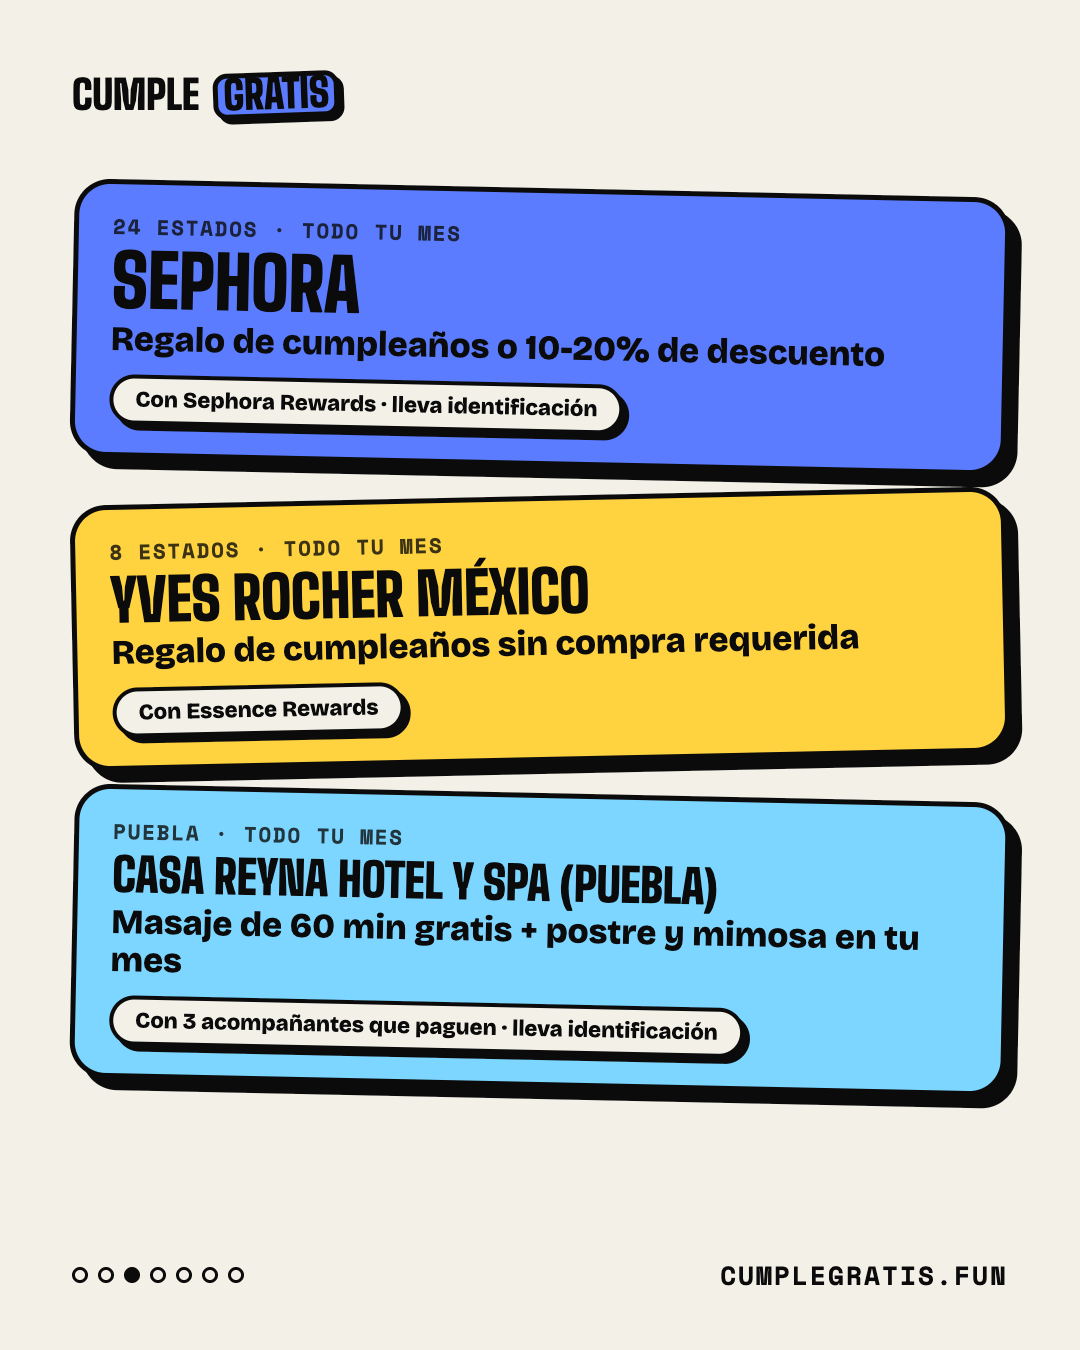 CUMPLE GRATIS
24 ESTADOS · TODO TU MES
SEPHORA
Regalo de cumpleaños o 10-20% de descuento
Con Sephora Rewards · lleva identificación
8 ESTADOS · TODO TU MES
YVES ROCHER MÉXICO
Regalo de cumpleaños sin compra requerida
Con Essence Rewards
PUEBLA · TODO TU MES
CASA REYNA HOTEL Y SPA (PUEBLA)
Masaje de 60 min gratis + postre y mimosa en tu
mes
Con 3 acompañantes que paguen · lleva identificación
CUMPLEGRATIS.FUN